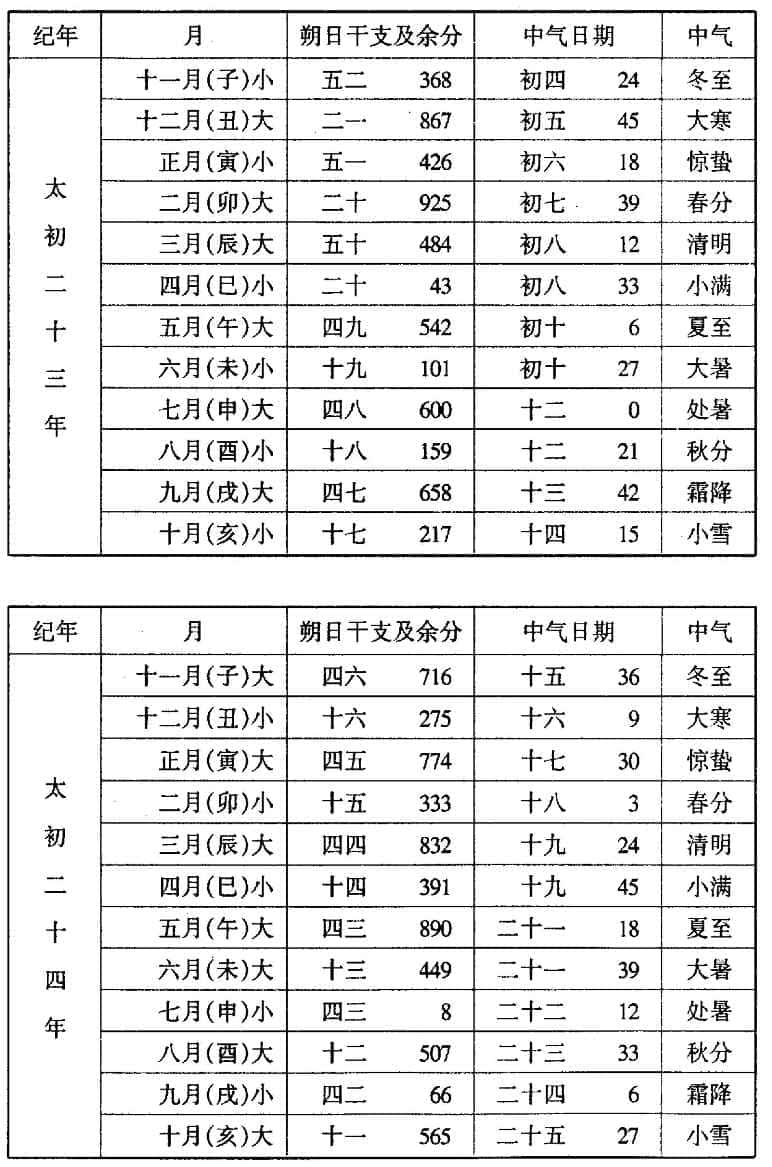 纪年 月 朔日干支及余分 中气日期 中气
太初二十三年
十一月(子)小 五二 368 初四 24 冬至
十二月(丑)大 二一 867 初五 45 大寒
正月(寅)小 五一 426 初六 18 惊蛰
二月(卯)大 二十 925 初七 39 春分
三月(辰)大 五十 484 初八 12 清明
四月(巳)小 二十 43 初八 33 小满
五月(午)大 四九 542 初十 6 夏至
六月(未)小 十九 101 初十 27 大暑
七月(申)大 四八 600 十二 0 处暑
八月(酉)小 十八 159 十二 21 秋分
九月(戌)大 四七 658 十三 42 霜降
十月(亥)小 十七 217 十四 15 小雪
纪年 月 朔日干支及余分 中气日期 中气
太初二十四年
十一月(子)大 四六 716 十五 36 冬至
十二月(丑)小 十六 275 十六 9 大寒
正月(寅)大 四五 774 十七 30 惊蛰
二月(卯)小 十五 333 十八 3 春分
三月(辰)大 四四 832 十九 24 清明
四月(巳)小 十四 391 十九 45 小满
五月(午)大 四三 890 二十一 18 夏至
六月(未)大 十三 449 二十一 39 大暑
七月(申)小 四三 8 二十二 12 处暑
八月(酉)大 十二 507 二十三 33 秋分
九月(戌)小 四二 66 二十四 6 霜降
十月(亥)大 十一 565 二十五 27 小雪